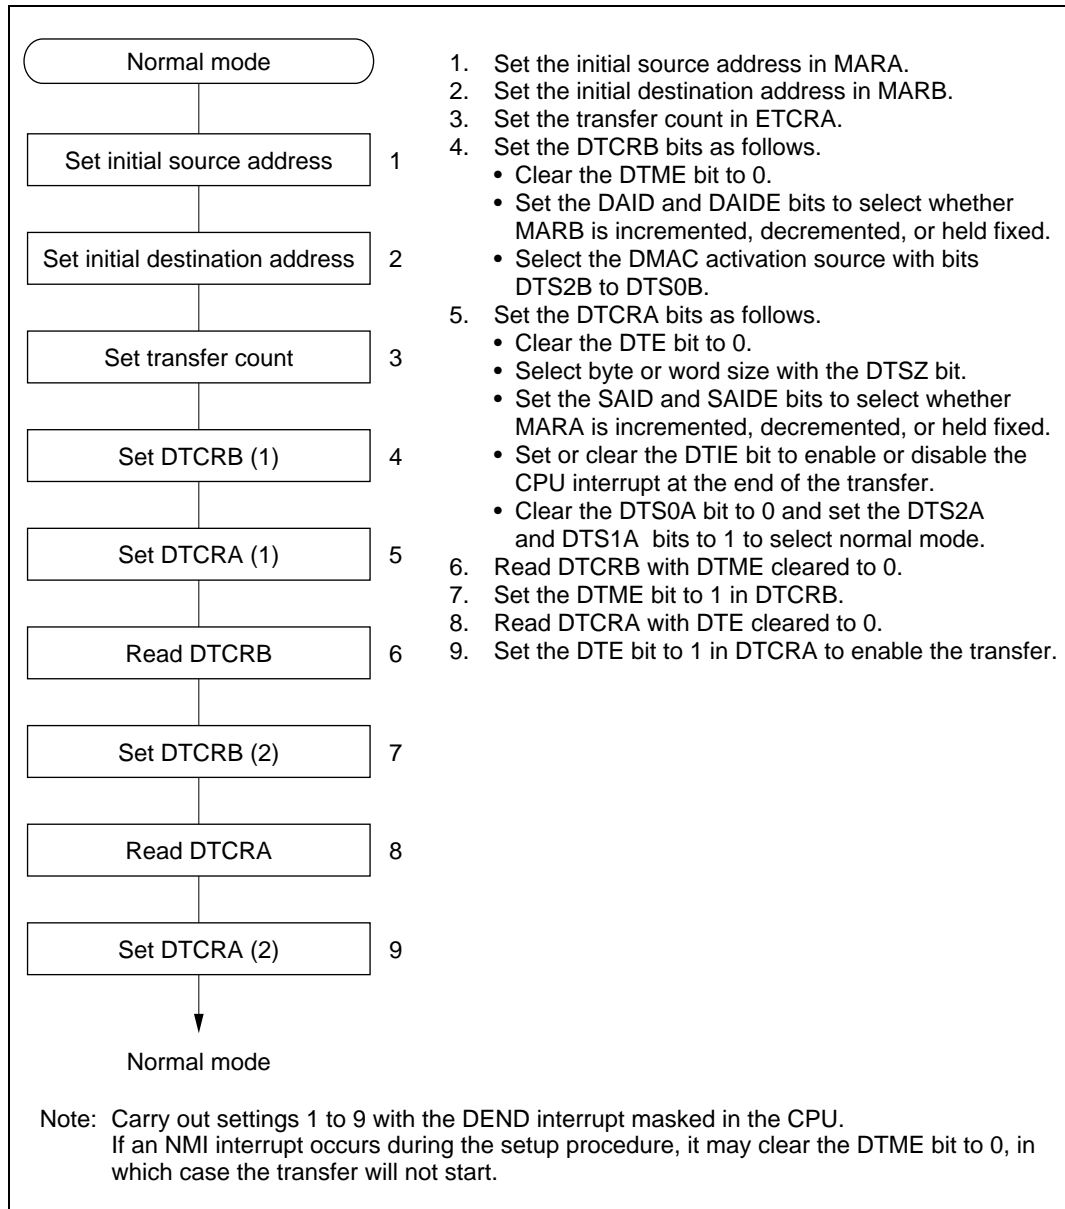 Normal mode
Set initial source address 1
Set initial destination address 2
Set transfer count 3
Set DTCRB (1) 4
Set DTCRA (1) 5
Read DTCRB 6
Set DTCRB (2) 7
Read DTCRA 8
Set DTCRA (2) 9
Normal mode
1. Set the initial source address in MARA.
2. Set the initial destination address in MARB.
3. Set the transfer count in ETCRA.
4. Set the DTCRB bits as follows.
• Clear the DTME bit to 0.
• Set the DAID and DAIDE bits to select whether
MARB is incremented, decremented, or held fixed.
• Select the DMAC activation source with bits
DTS2B to DTS0B.
5. Set the DTCRA bits as follows.
• Clear the DTE bit to 0.
• Select byte or word size with the DTSZ bit.
• Set the SAID and SAIDE bits to select whether
MARA is incremented, decremented, or held fixed.
• Set or clear the DTIE bit to enable or disable the
CPU interrupt at the end of the transfer.
• Clear the DTS0A bit to 0 and set the DTS2A
and DTS1A bits to 1 to select normal mode.
6. Read DTCRB with DTME cleared to 0.
7. Set the DTME bit to 1 in DTCRB.
8. Read DTCRA with DTE cleared to 0.
9. Set the DTE bit to 1 in DTCRA to enable the transfer.
Note: Carry out settings 1 to 9 with the DEND interrupt masked in the CPU.
If an NMI interrupt occurs during the setup procedure, it may clear the DTME bit to 0, in
which case the transfer will not start.